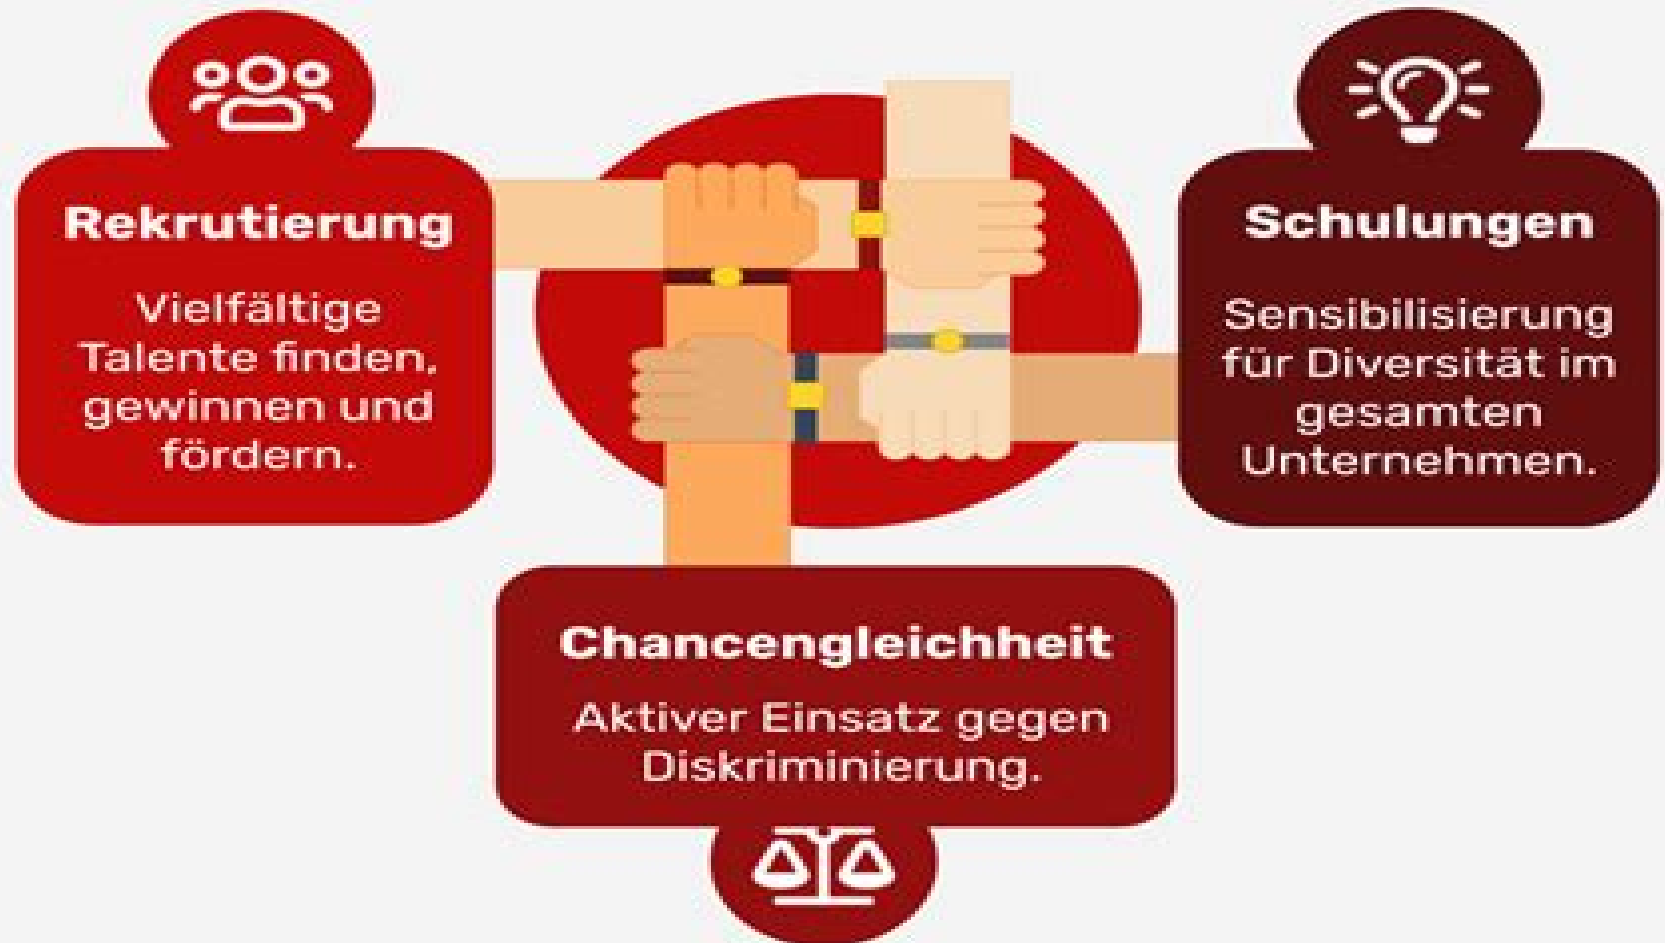 Rekrutierung
Vielfältige
Talente finden,
gewinnen und
fördern.
Schulungen
Sensibilisierung
für Diversität im
gesamten
Unternehmen.
Chancengleichheit
Aktiver Einsatz gegen
Diskriminierung.